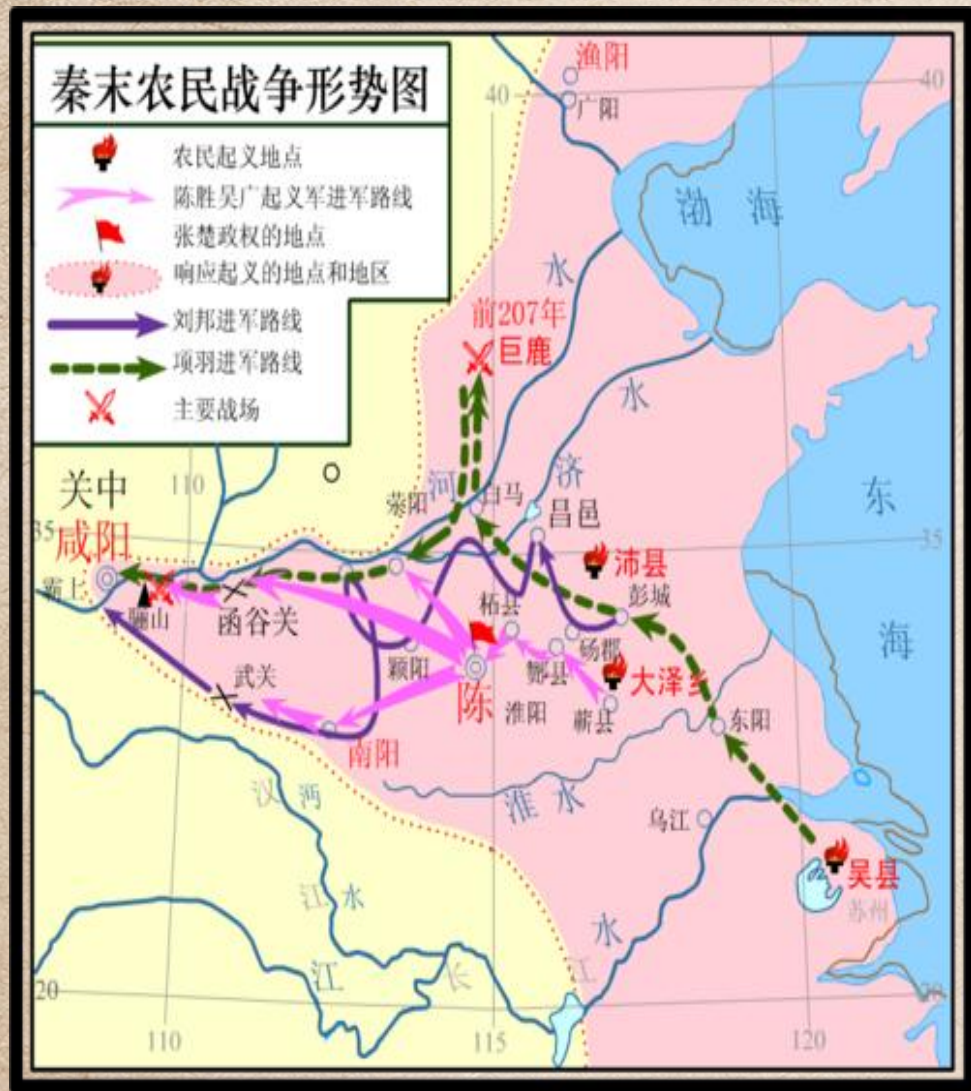 秦末农民战争形势图
农民起义地点
陈胜吴广起义军进军路线
张楚政权的地点
响应起义的地点和地区
刘邦进军路线
项羽进军路线
主要战场
渔阳
40
广阳
40
渤海
水
前207年
巨鹿
水
关中
110
荥阳
河
白马
济
昌邑
东
35
咸阳
35
沛县
霸上
骊山
函谷关
柘县
彭城
颖阳
酂县
砀郡
海
武关
陈
淮阳
大泽乡
蕲县
南阳
东阳
汉
沔
淮水
乌江
吴县
苏州
江
水
水
江
长
江
20
20
110
115
120